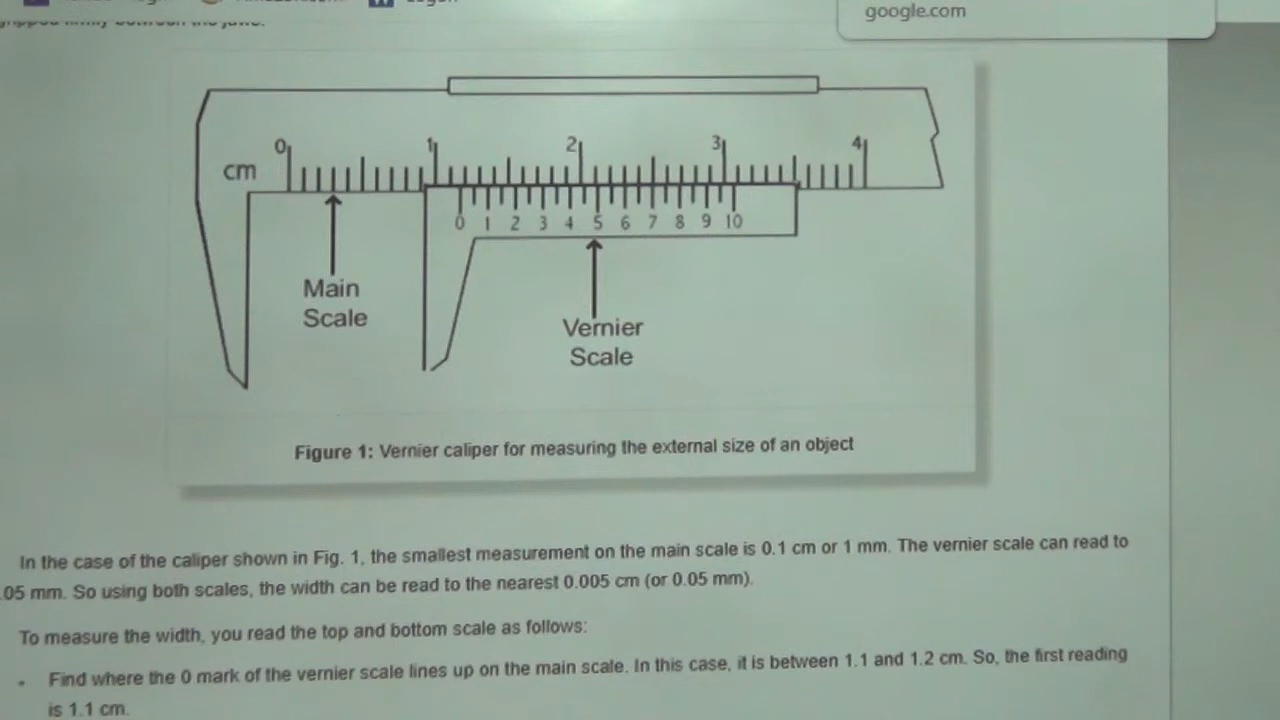 google.com
gripped firmly between the jaws.
0 1 2 3 4
cm
0 1 2 3 4 5 6 7 8 9 10
Main
Scale
Vernier
Scale
Figure 1: Vernier caliper for measuring the external size of an object
In the case of the caliper shown in Fig. 1, the smallest measurement on the main scale is 0.1 cm or 1 mm. The vernier scale can read to
.05 mm. So using both scales, the width can be read to the nearest 0.005 cm (or 0.05 mm).
To measure the width, you read the top and bottom scale as follows:
• Find where the 0 mark of the vernier scale lines up on the main scale. In this case, it is between 1.1 and 1.2 cm. So, the first reading
is 1.1 cm.